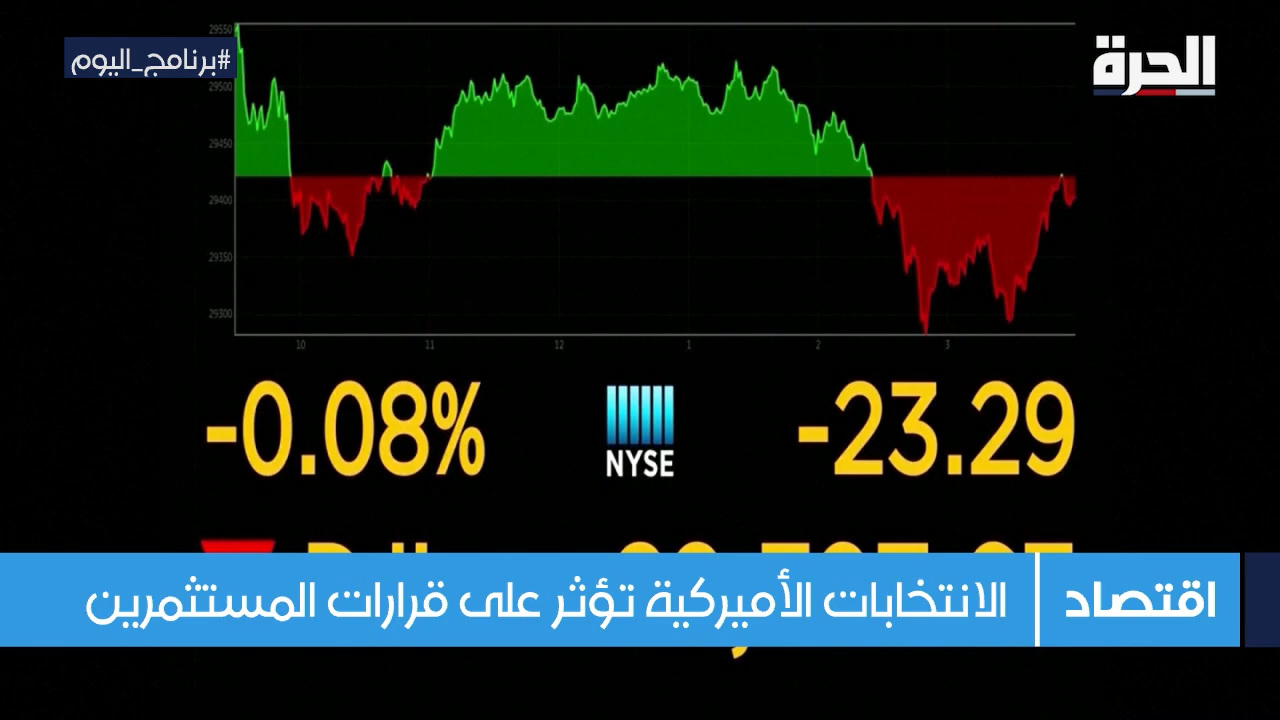 #برنامج_اليوم
الحرة
29550
29500
29450
29400
29350
29300
10 11 12 1 2 3
-0.08%
NYSE
-23.29
اقتصاد
الانتخابات الأميركية تؤثر على قرارات المستثمرين